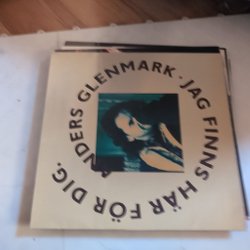 ANDERS GLENMARK · JAG FINNS HÄR FÖR DIG.